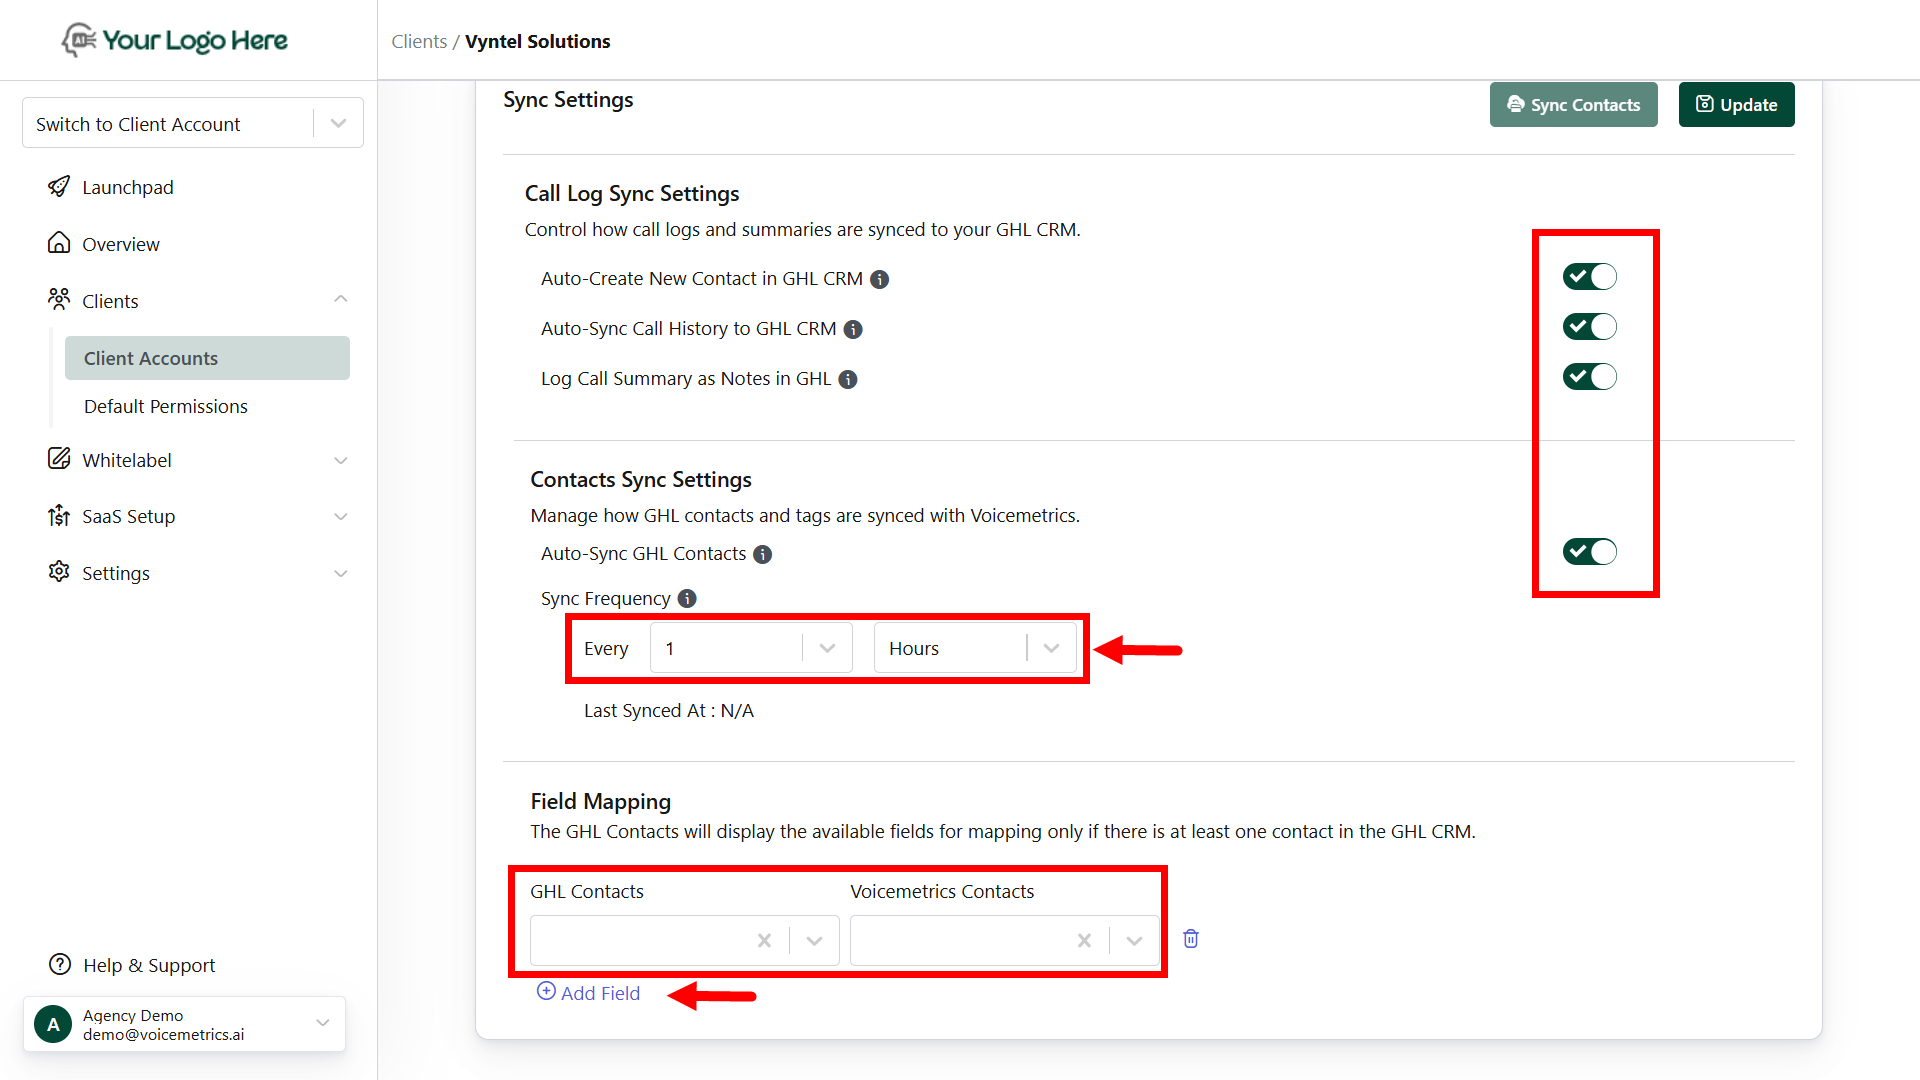 AI Your Logo Here
Clients / Vyntel Solutions
Switch to Client Account
Launchpad
Overview
Clients
Client Accounts
Default Permissions
Whitelabel
SaaS Setup
Settings
Help & Support
A
Agency Demo
demo@voicemetrics.ai
Sync Settings
Sync Contacts
Update
Call Log Sync Settings
Control how call logs and summaries are synced to your GHL CRM.
Auto-Create New Contact in GHL CRM
Auto-Sync Call History to GHL CRM
Log Call Summary as Notes in GHL
Contacts Sync Settings
Manage how GHL contacts and tags are synced with Voicemetrics.
Auto-Sync GHL Contacts
Sync Frequency
Every 1 Hours
Last Synced At : N/A
Field Mapping
The GHL Contacts will display the available fields for mapping only if there is at least one contact in the GHL CRM.
GHL Contacts Voicemetrics Contacts
Add Field